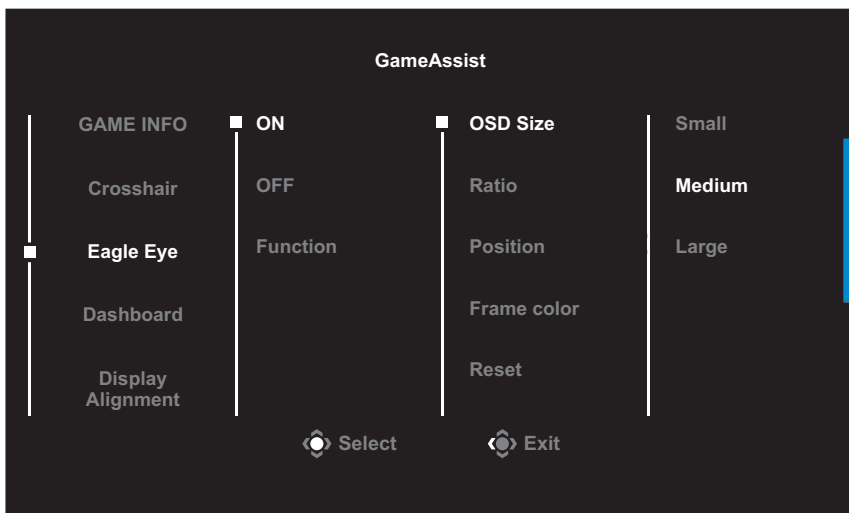 GameAssist
GAME INFO
Crosshair
Eagle Eye
Dashboard
Display
Alignment
ON
OFF
Function
OSD Size
Ratio
Position
Frame color
Reset
Small
Medium
Large
Select
Exit